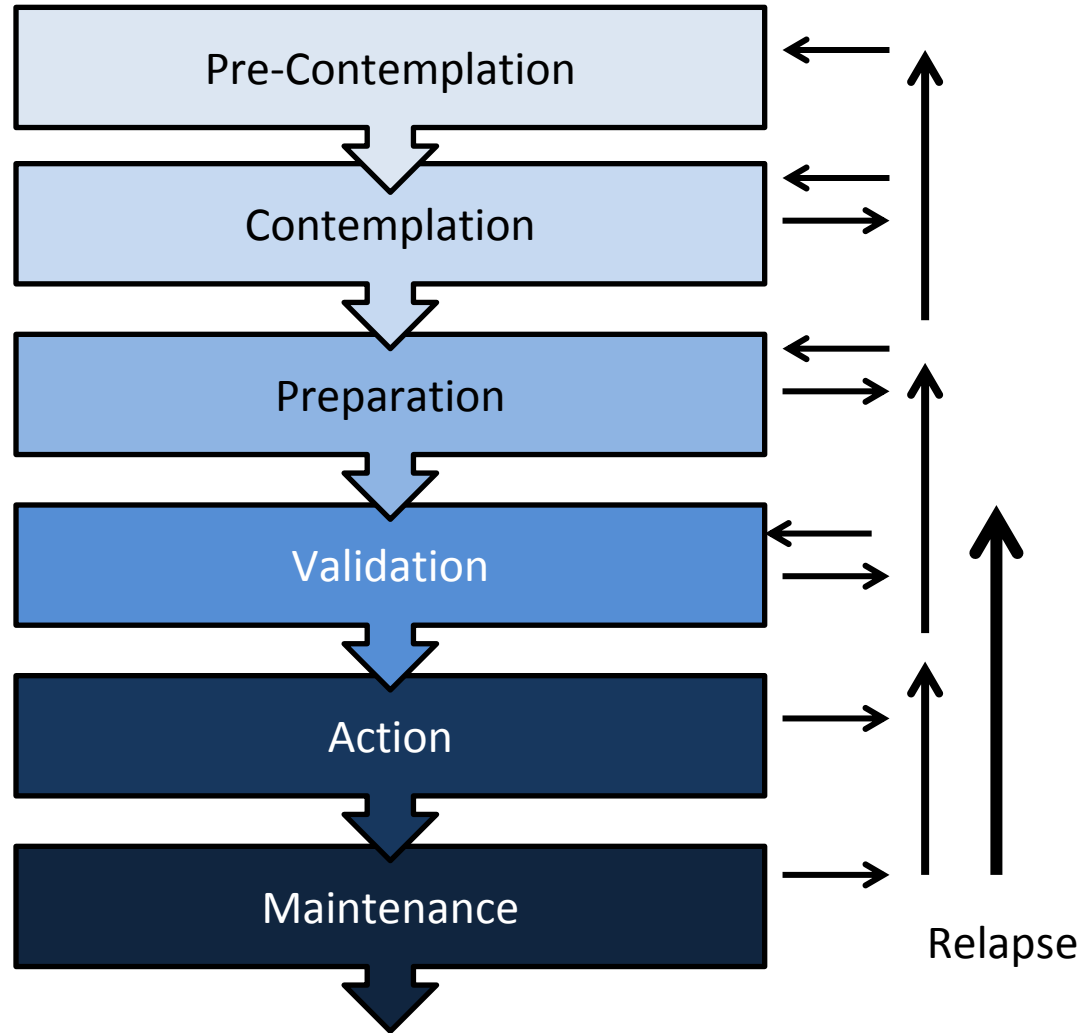 Pre-Contemplation
Contemplation
Preparation
Validation
Action
Maintenance
Relapse